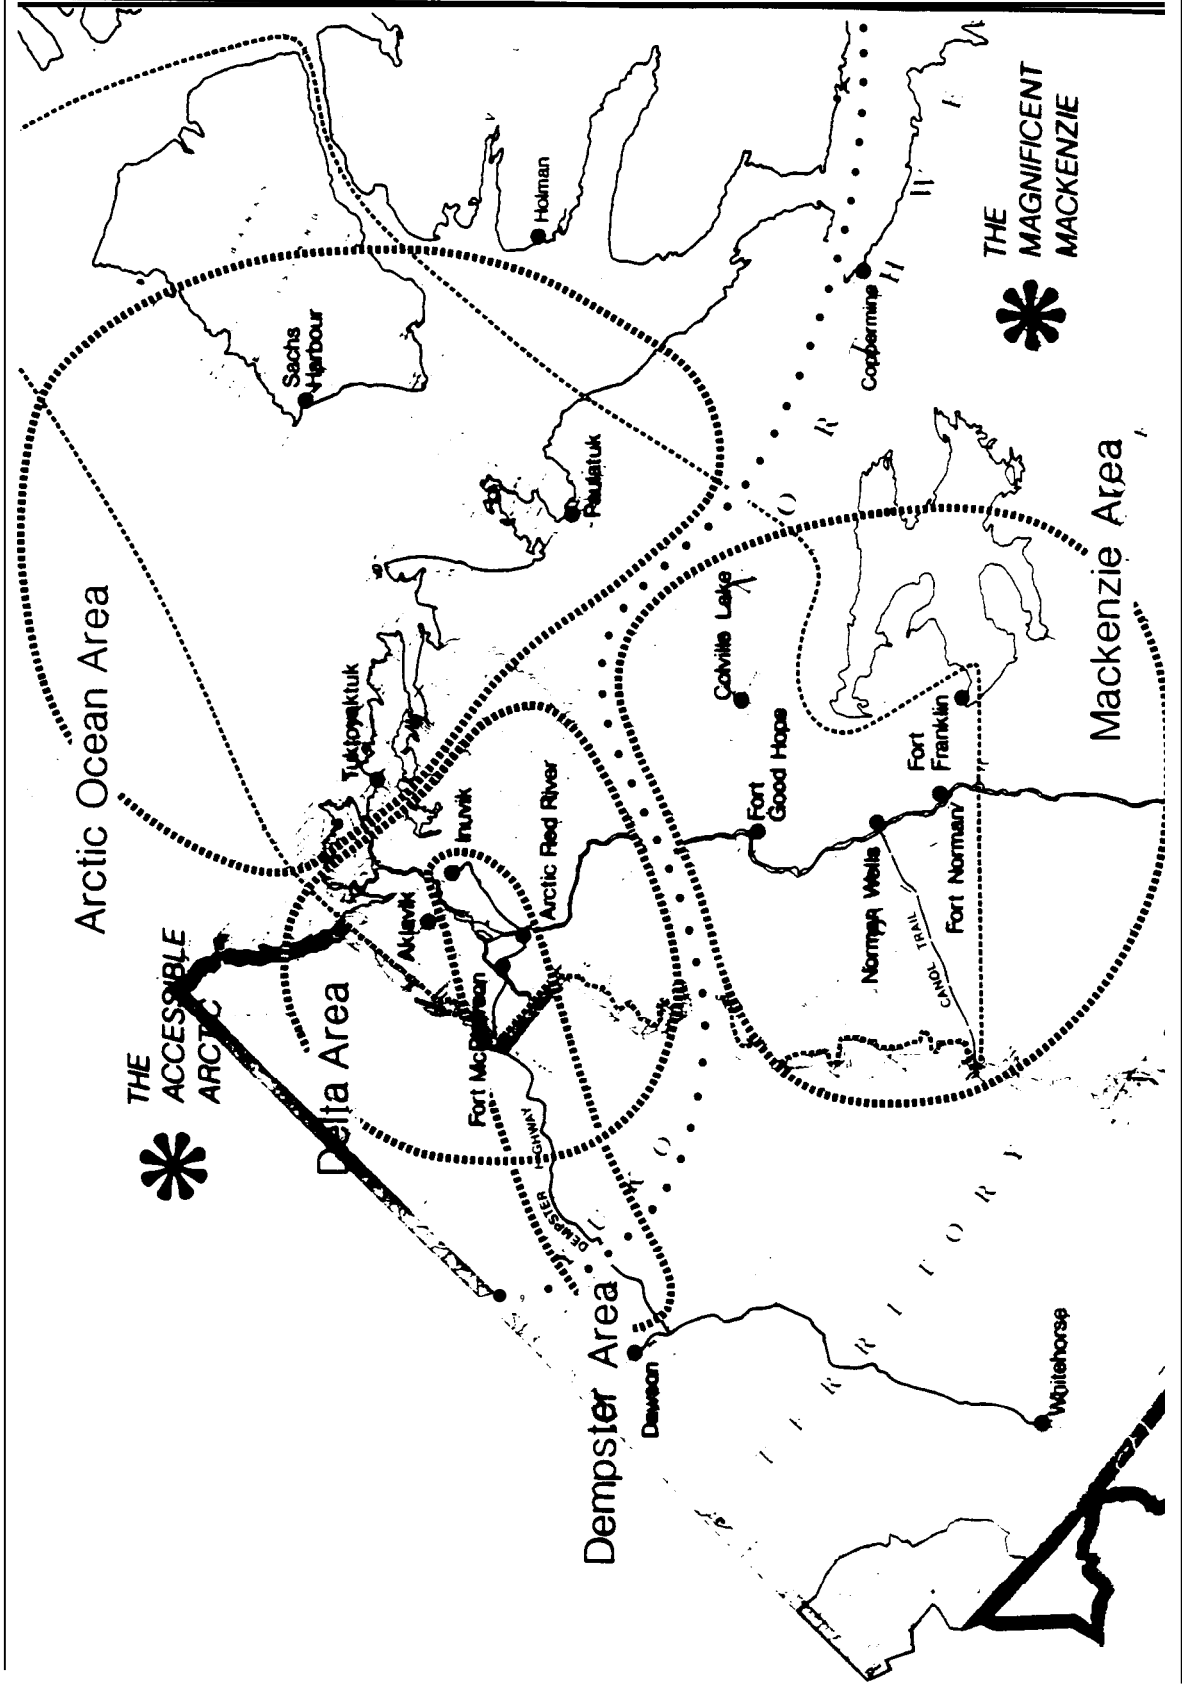 THE
ACCESSIBLE
ARCTIC
Arctic Ocean Area
Delta Area
Dempster Area
Mackenzie Area
THE
MAGNIFICENT
MACKENZIE
Sachs
Harbour
Holman
Paulatuk
Coppermine
Tuktoyaktuk
Inuvik
Aklavik
Arctic Red River
Fort McPherson
Colville Lake
Fort
Good Hope
Fort
Franklin
Norman Wells
Fort Norman
CANOL TRAIL
DEMPSTER HIGHWAY
Dawson
Whitehorse